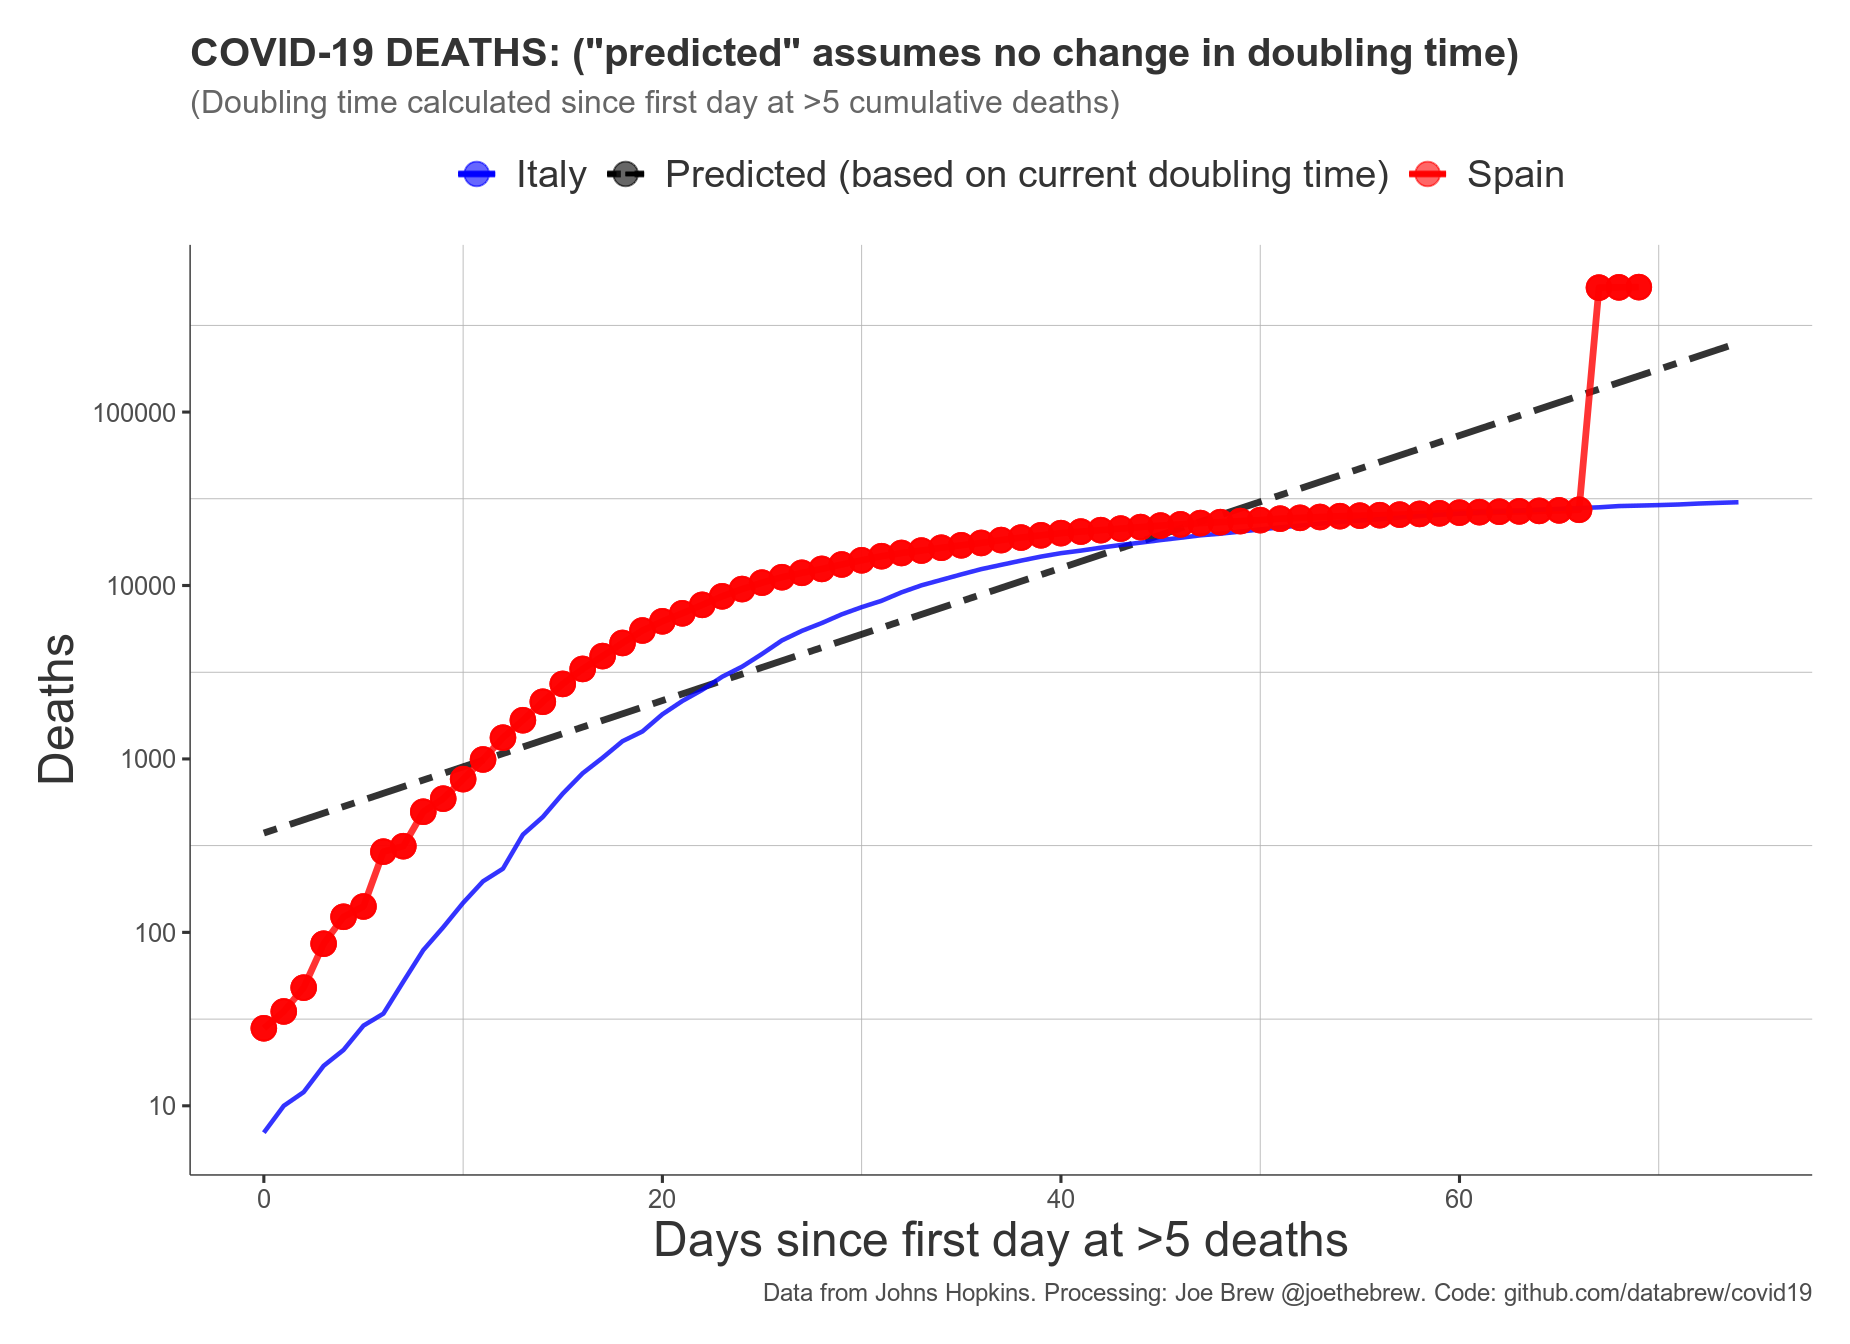 COVID-19 DEATHS: ("predicted" assumes no change in doubling time)
(Doubling time calculated since first day at >5 cumulative deaths)
Italy Predicted (based on current doubling time) Spain
Deaths
100000
10000
1000
100
10
0 20 40 60
Days since first day at >5 deaths
Data from Johns Hopkins. Processing: Joe Brew @joethebrew. Code: github.com/databrew/covid19